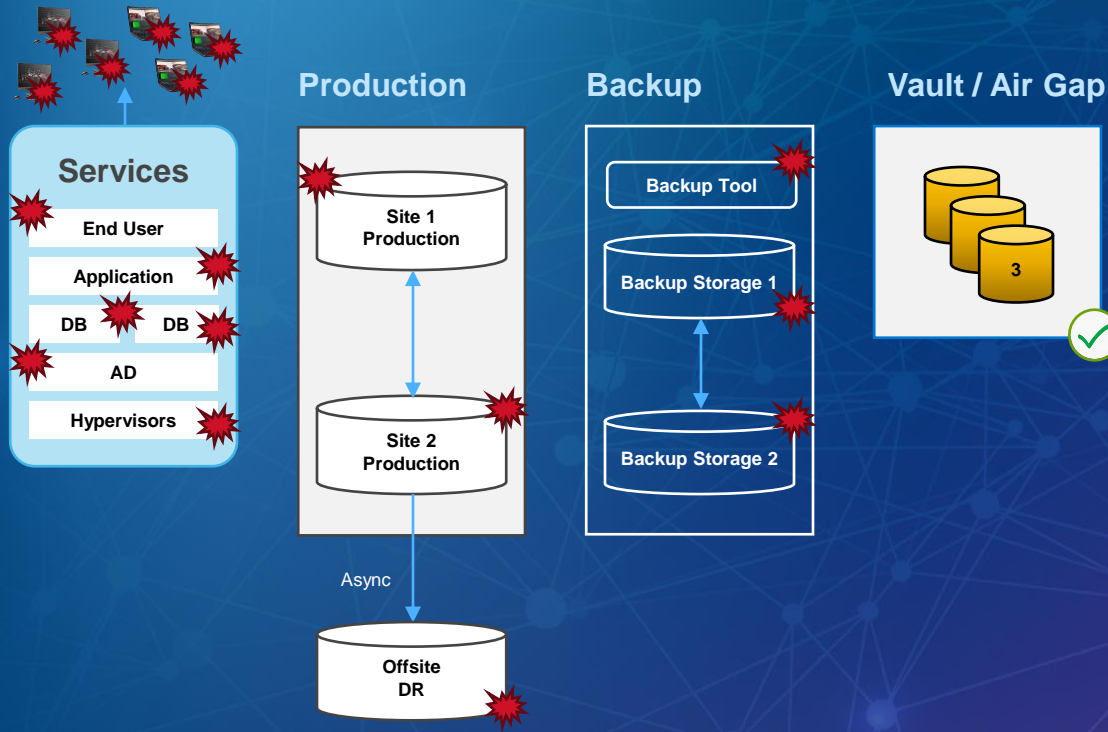 Production
Backup
Vault / Air Gap
Services
End User
Application
DB
DB
AD
Hypervisors
Site 1
Production
Site 2
Production
Async
Offsite
DR
Backup Tool
Backup Storage 1
Backup Storage 2
3